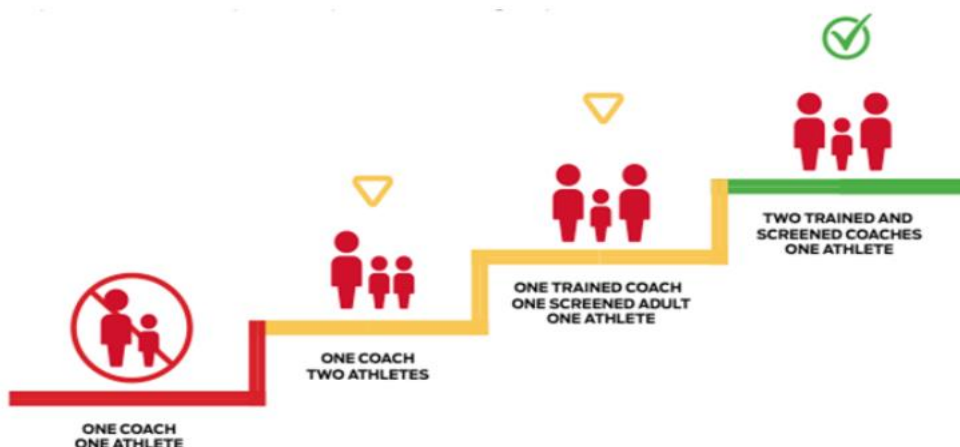 ONE COACH
ONE ATHLETE
ONE COACH
TWO ATHLETES
ONE TRAINED COACH
ONE SCREENED ADULT
ONE ATHLETE
TWO TRAINED AND
SCREENED COACHES
ONE ATHLETE